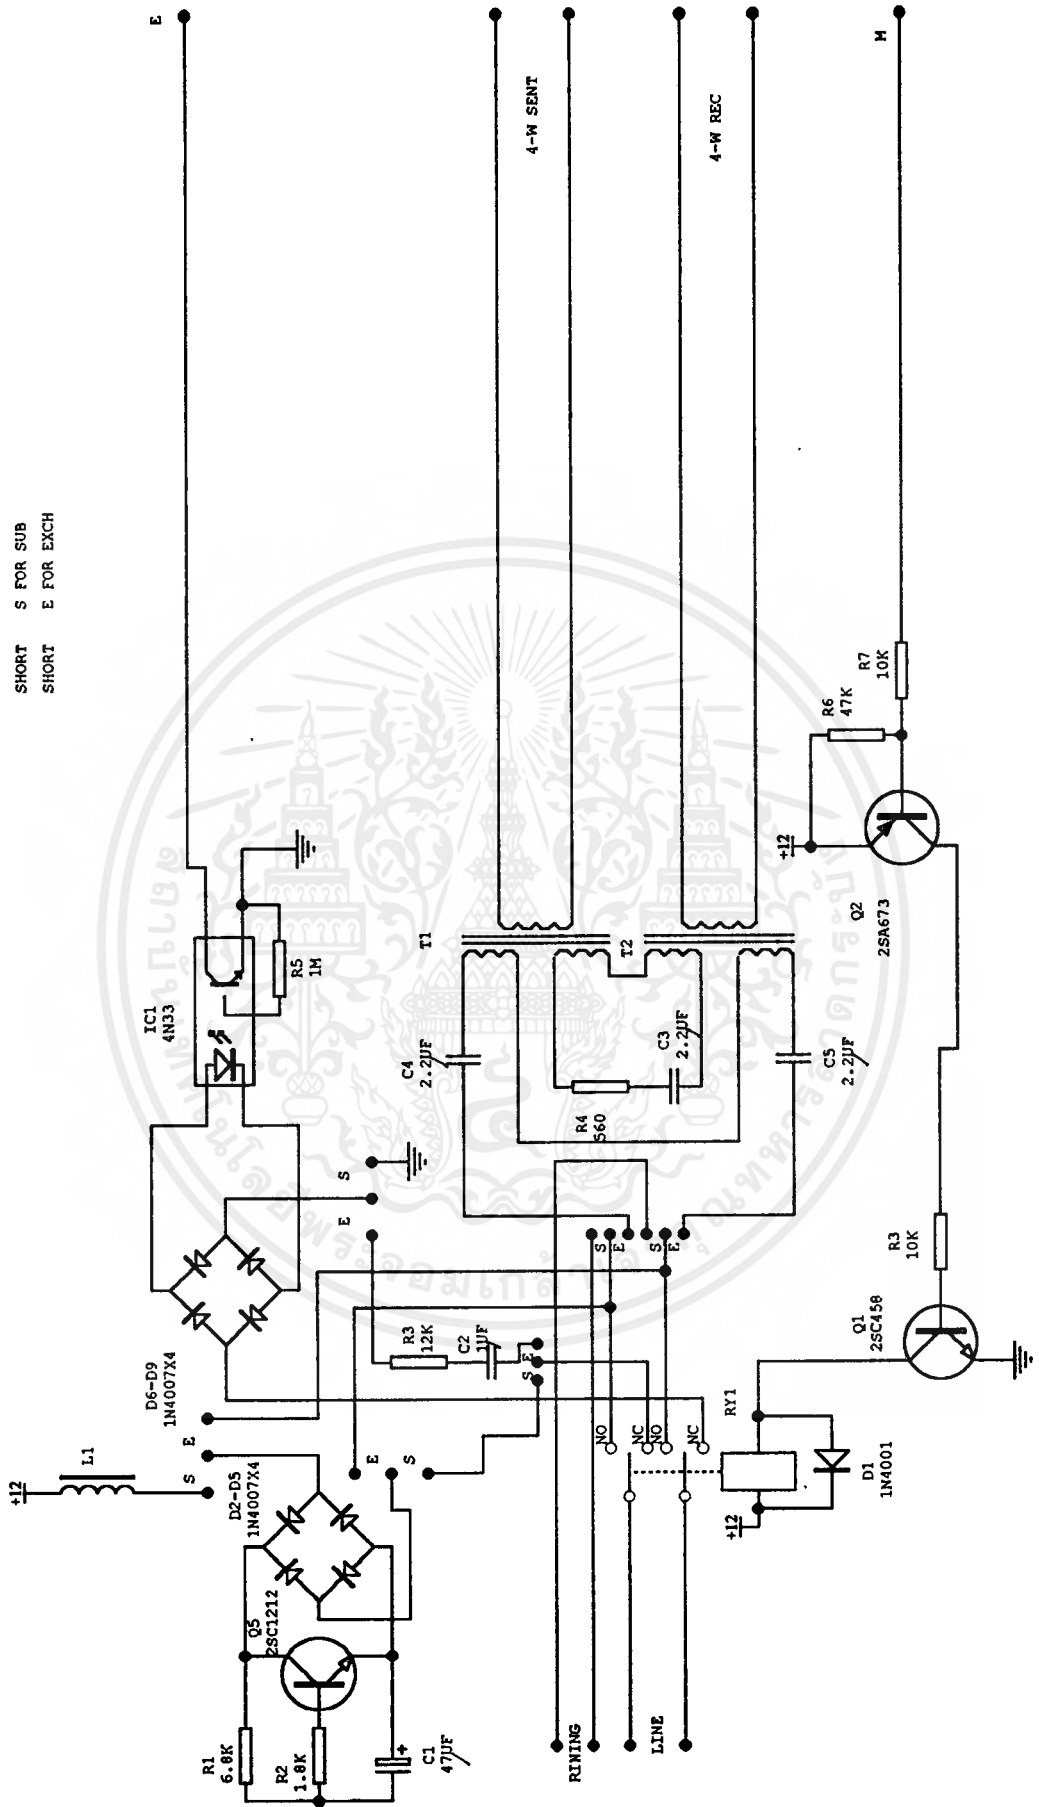 SHORT S FOR SUB
SHORT E FOR EXCH
E
4-W SENT
4-W REC
M
IC1
4N33
R5
1M
T1
T2
C4
2.2UF
C3
2.2UF
C5
2.2UF
R4
560
R6
47K
R7
10K
+12
Q2
2SA673
R3
10K
Q1
2SC458
RY1
D1
1N4001
+12
S
E
S
E
S
E
R3
12K
C2
1UF
E
S
NO
NC
NO
NC
D6-D9
1N4007X4
+12
L1
S
E
D2-D5
1N4007X4
E
S
Q5
2SC1212
R1
6.8K
R2
1.8K
C1
47UF
+
RINING
LINE